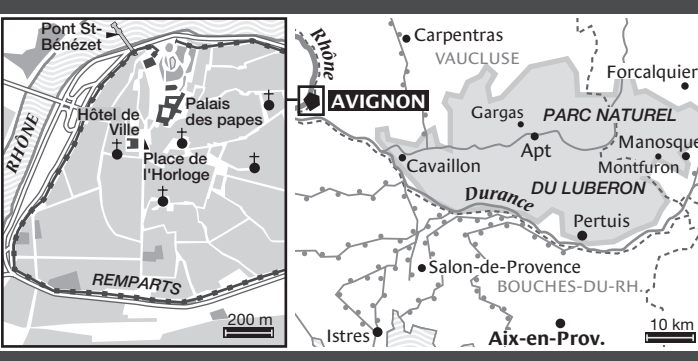 Pont St-
Bénézet
RHÔNE
Hôtel de
Ville
Palais
des papes
Place de
l'Horloge
REMPARTS
200 m
Rhône
Carpentras
VAUCLUSE
Forcalquier
AVIGNON
Gargas
PARC NATUREL
Apt
Manosque
Cavaillon
Montfuron
DU LUBERON
Durance
Pertuis
Salon-de-Provence
BOUCHES-DU-RH.
Istres
Aix-en-Prov.
10 km